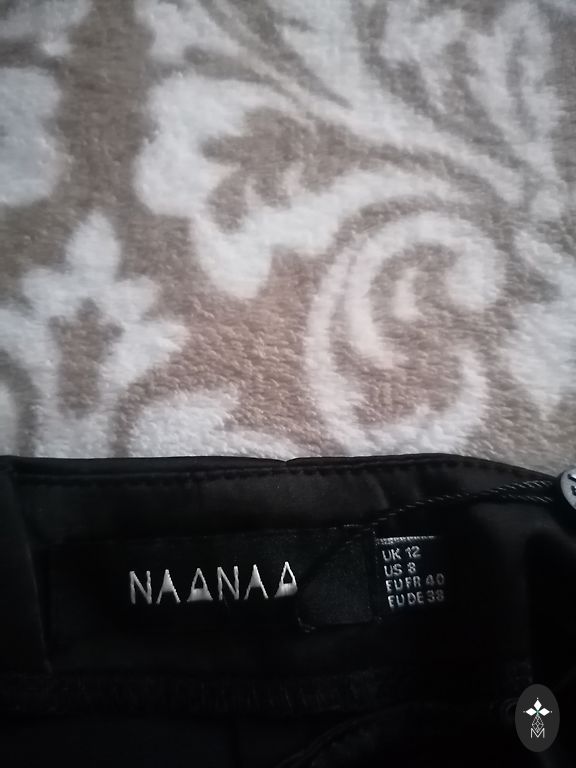 NAANAA
UK 12
US 8
EU FR 40
EU DE 38
M